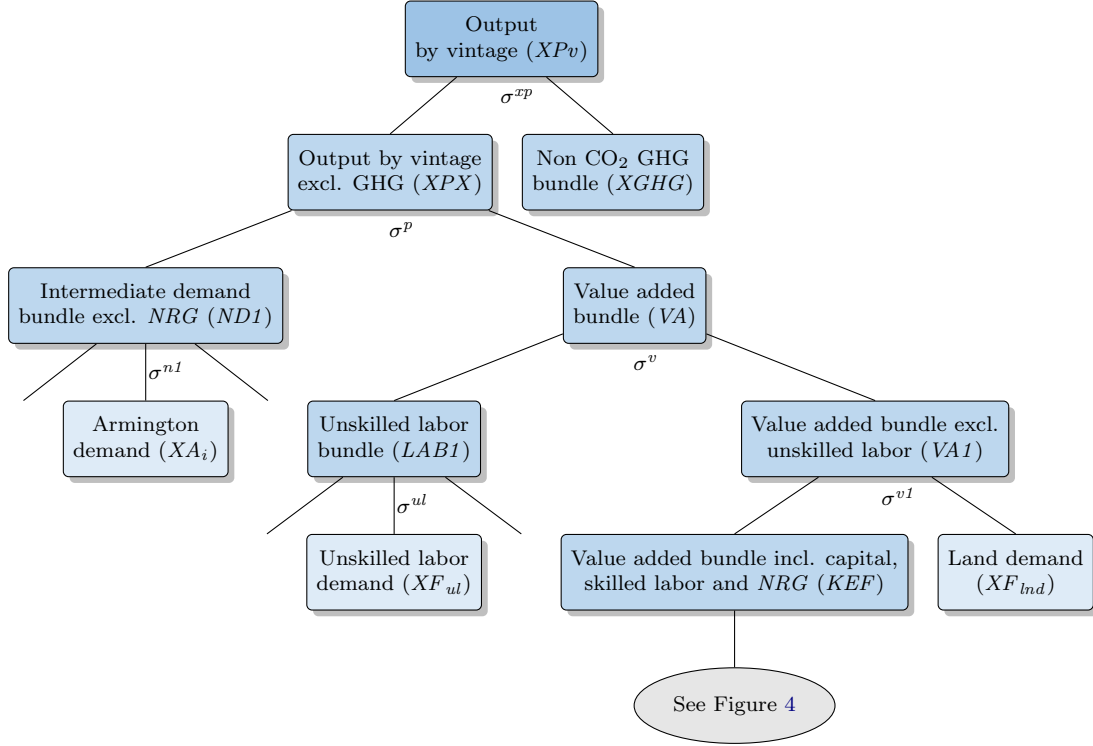 Output
by vintage (XPv)
σ^xp
Output by vintage
excl. GHG (XPX)
Non CO₂ GHG
bundle (XGHG)
σ^p
Intermediate demand
bundle excl. NRG (ND1)
Value added
bundle (VA)
σ^n1
σ^v
Armington
demand (XA_i)
Unskilled labor
bundle (LAB1)
Value added bundle excl.
unskilled labor (VA1)
σ^ul
σ^v1
Unskilled labor
demand (XF_ul)
Value added bundle incl. capital,
skilled labor and NRG (KEF)
Land demand
(XF_lnd)
See Figure 4